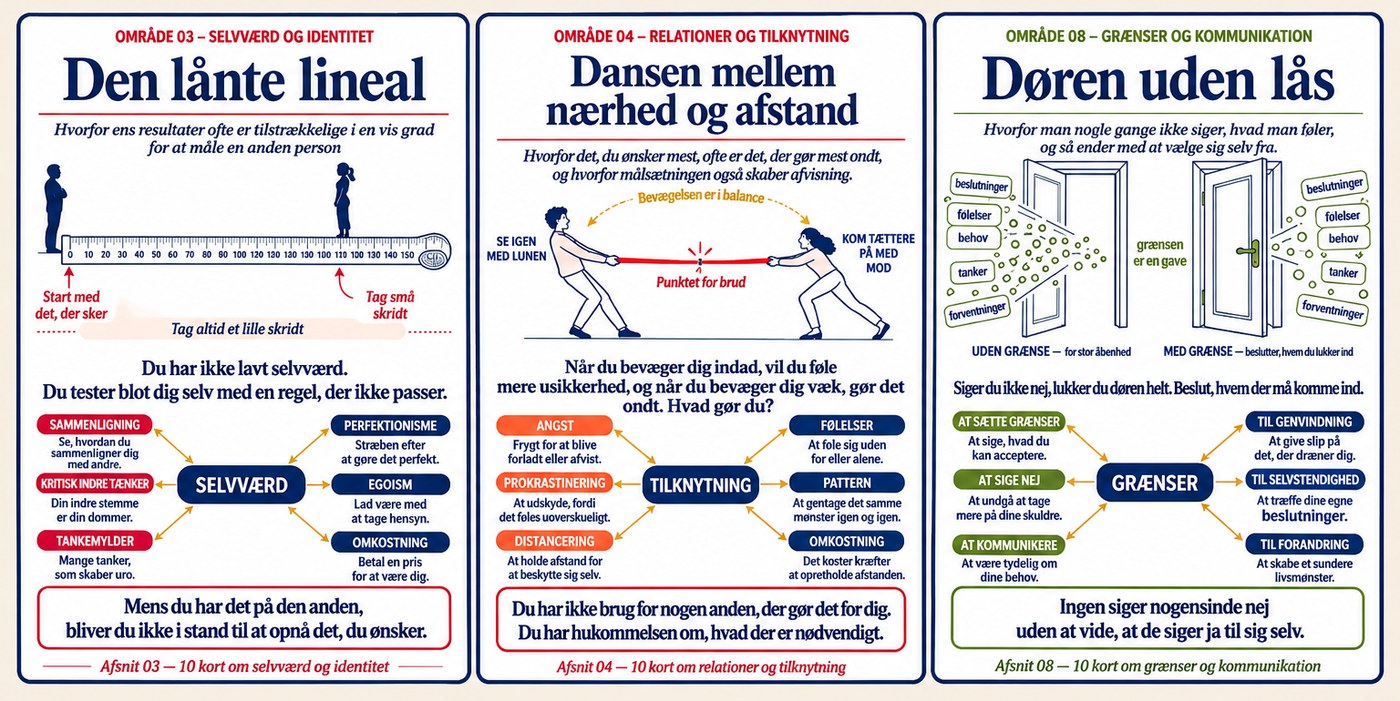 OMRÅDE 03 – SELVVÆRD OG IDENTITET
Den lånte lineal
Hvorfor ens resultater ofte er tilstrækkelige i en vis grad
for at måle en anden person
0 10 20 30 40 50 60 70 80 90 100 110 100 130 140 150
Start med
det, der sker
Tag små
skridt
Tag altid et lille skridt
Du har ikke lavt selvværd.
Du tester blot dig selv med en regel, der ikke passer.
SAMMENLIGNING
Se, hvordan du
sammenligner dig
med andre.
KRITISK INDRE TÆNKER
Din indre stemme
er din dommer.
TANKEMYLDER
Mange tanker,
som skaber uro.
SELVVÆRD
PERFEKTIONISME
Stræben efter
at gøre det perfekt.
EGOISM
Lad være med
at tage hensyn.
OMKOSTNING
Betal en pris
for at være dig.
Mens du har det på den anden,
bliver du ikke i stand til at opnå det, du ønsker.
Afsnit 03 — 10 kort om selvværd og identitet
OMRÅDE 04 – RELATIONER OG TILKNYTNING
Dansen mellem
nærhed og afstand
Hvorfor det, du ønsker mest, ofte er det, der gør mest ondt,
og hvorfor målsætningen også skaber afvisning.
Bevægelsen er i balance
SE IGEN
MED LUNEN
KOM TÆTTERE
PÅ MED
MOD
Punktet for brud
Når du bevæger dig indad, vil du føle
mere usikkerhed, og når du bevæger dig væk, gør det
ondt. Hvad gør du?
ANGST
Frygt for at blive
forladt eller afvist.
PROKRASTINERING
At udskyde, fordi
det føles uoverskueligt.
DISTANCERING
At holde afstand for
at beskytte sig selv.
TILKNYTNING
FØLELSER
At fole sig uden
for eller alene.
PATTERN
At gentage det samme
mønster igen og igen.
OMKOSTNING
Det koster kræfter
at opretholde afstanden.
Du har ikke brug for nogen anden, der gør det for dig.
Du har hukommelsen om, hvad der er nødvendigt.
Afsnit 04 — 10 kort om relationer og tilknytning
OMRÅDE 08 – GRÆNSER OG KOMMUNIKATION
Døren uden lås
Hvorfor man nogle gange ikke siger, hvad man føler,
og så ender med at vælge sig selv fra.
beslutninger
følelser
behov
tanker
forventninger
grænsen
er en gave
beslutninger
følelser
behov
tanker
forventninger
UDEN GRÆNSE — for stor åbenhed
MED GRÆNSE — beslutter, hvem du lukker ind
Siger du ikke nej, lukker du døren helt. Beslut, hvem der må komme ind.
AT SÆTTE GRÆNSER
At sige, hvad du
kan acceptere.
AT SIGE NEJ
At undgå at tage
mere på dine skuldre.
AT KOMMUNIKERE
At være tydelig om
dine behov.
GRÆNSER
TIL GENVINDNING
At give slip på
det, der dræner dig.
TIL SELVSTENDIGHED
At træffe dine egne
beslutninger.
TIL FORANDRING
At skabe et sundere
livsmønster.
Ingen siger nogensinde nej
uden at vide, at de siger ja til sig selv.
Afsnit 08 — 10 kort om grænser og kommunikation